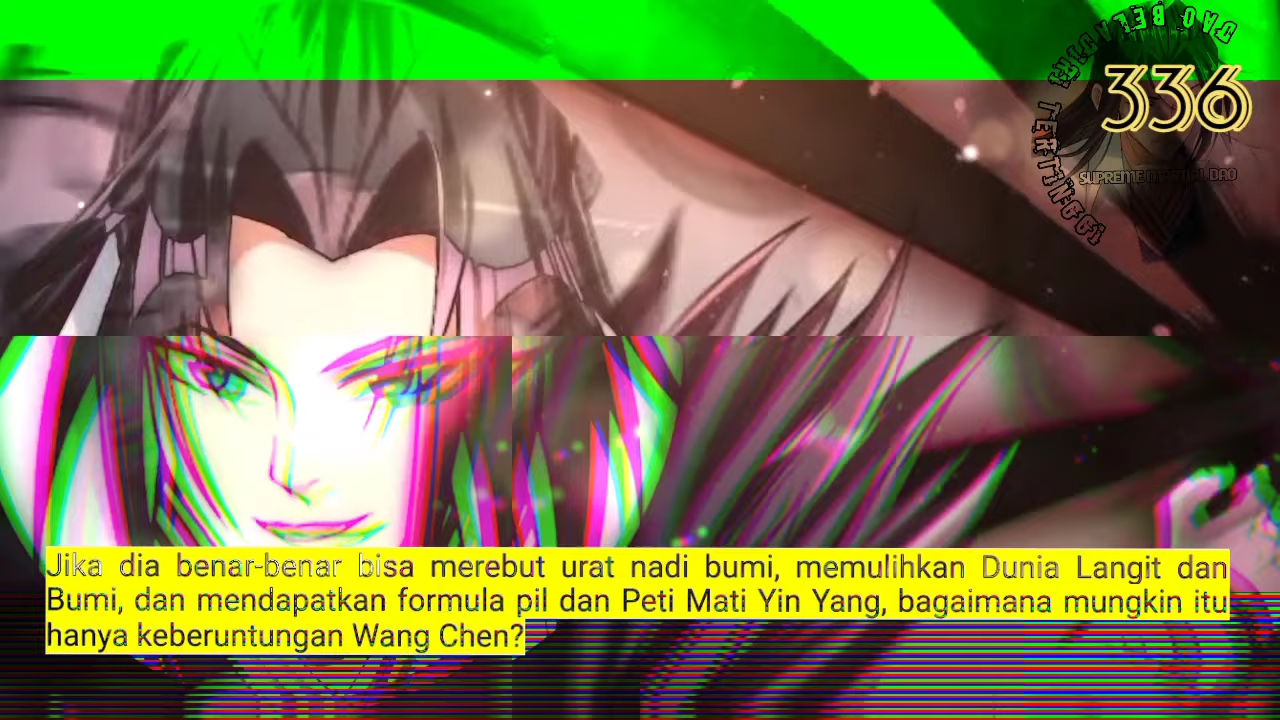 336
SUPREME MARTIAL DAO
Jika dia benar-benar bisa merebut urat nadi bumi, memulihkan Dunia Langit dan
Bumi, dan mendapatkan formula pil dan Peti Mati Yin Yang, bagaimana mungkin itu
hanya keberuntungan Wang Chen?